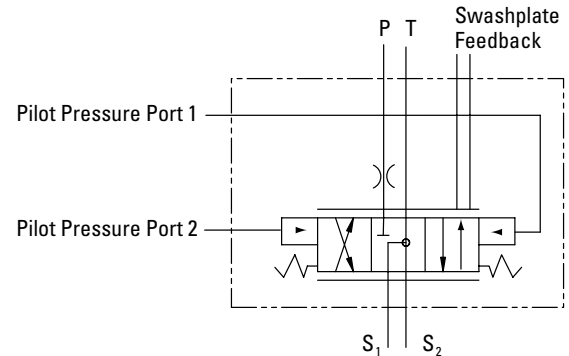 Swashplate
Feedback
P T
Pilot Pressure Port 1
Pilot Pressure Port 2
S1 S2